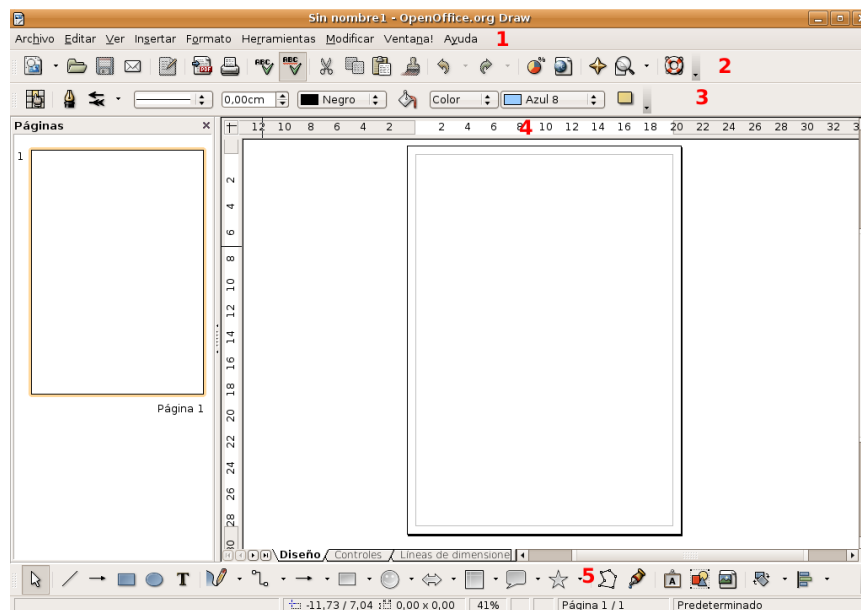 Sin nombre1 - OpenOffice.org Draw
Archivo Editar Ver Insertar Formato Herramientas Modificar Ventana! Ayuda 1
ABC ABC 2
0,00cm Negro Color Azul 8 3
Páginas
12 10 8 6 4 2 2 4 6 8 10 12 14 16 18 20 22 24 26 28 30 32
4
1
2
4
6
8
10
12
14
16
18
20
22
24
26
28
30
Página 1
Diseño Controles Líneas de dimensione
T 5 A
-11,73 / 7,04 0,00 x 0,00 41% Página 1 / 1 Predeterminado